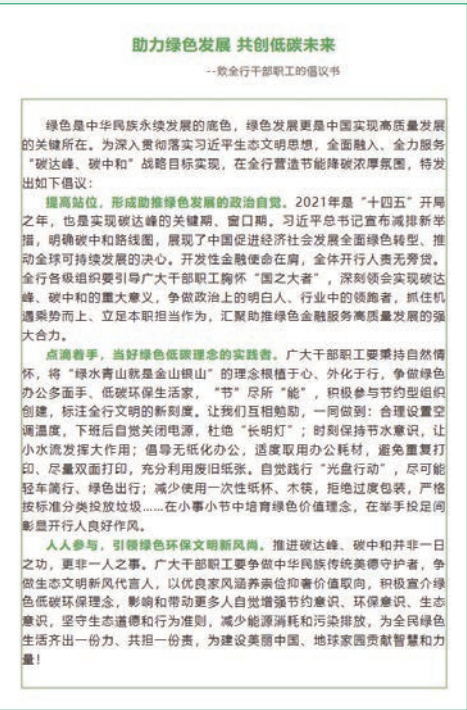 助力绿色发展 共创低碳未来
--致全行干部职工的倡议书
绿色是中华民族永续发展的底色，绿色发展更是中国实现高质量发展
的关键所在。为深入贯彻落实习近平生态文明思想，全面融入、全力服务
“碳达峰、碳中和”战略目标实现，在全行营造节能降碳浓厚氛围，特发
出如下倡议：
提高站位，形成助推绿色发展的政治自觉。2021年是“十四五”开局
之年，也是实现碳达峰的关键期、窗口期。习近平总书记宣布减排新举
措，明确碳中和路线图，展现了中国促进经济社会发展全面绿色转型、推
动全球可持续发展的决心。开发性金融使命在肩，全体开行人责无旁贷。
全行各级组织要引导广大干部职工胸怀“国之大者”，深刻领会实现碳达
峰、碳中和的重大意义，争做政治上的明白人、行业中的领跑者，抓住机
遇乘势而上、立足本职担当作为，汇聚助推绿色金融服务高质量发展的强
大合力。
点滴着手，当好绿色低碳理念的实践者。广大干部职工要秉持自然情
怀，将“绿水青山就是金山银山”的理念根植于心、外化于行，争做绿色
办公多面手、低碳环保生活家，“节”尽所“能”，积极参与节约型组织
创建，标注全行文明的新刻度。让我们互相勉励，一同做到：合理设置空
调温度，下班后自觉关闭电源，杜绝“长明灯”；时刻保持节水意识，让
小水流发挥大作用；倡导无纸化办公，适度取用办公耗材，避免重复打
印、尽量双面打印，充分利用废旧纸张。自觉践行“光盘行动”，尽可能
轻车简行、绿色出行；减少使用一次性纸杯、木筷，拒绝过度包装，严格
按标准分类投放垃圾……在小事小节中培育绿色价值理念，在举手投足间
彰显开行人良好作风。
人人参与，引领绿色环保文明新风尚。推进碳达峰、碳中和并非一日
之功，更非一人之事。广大干部职工要争做中华民族传统美德守护者，争
做生态文明新风代言人，以优良家风涵养崇俭抑奢价值取向，积极宣介绿
色低碳环保理念，影响和带动更多人自觉增强节约意识、环保意识、生态
意识，坚守生态道德和行为准则，减少能源消耗和污染排放，为全民绿色
生活齐出一份力、共担一份责，为建设美丽中国、地球家园贡献智慧和力
量！